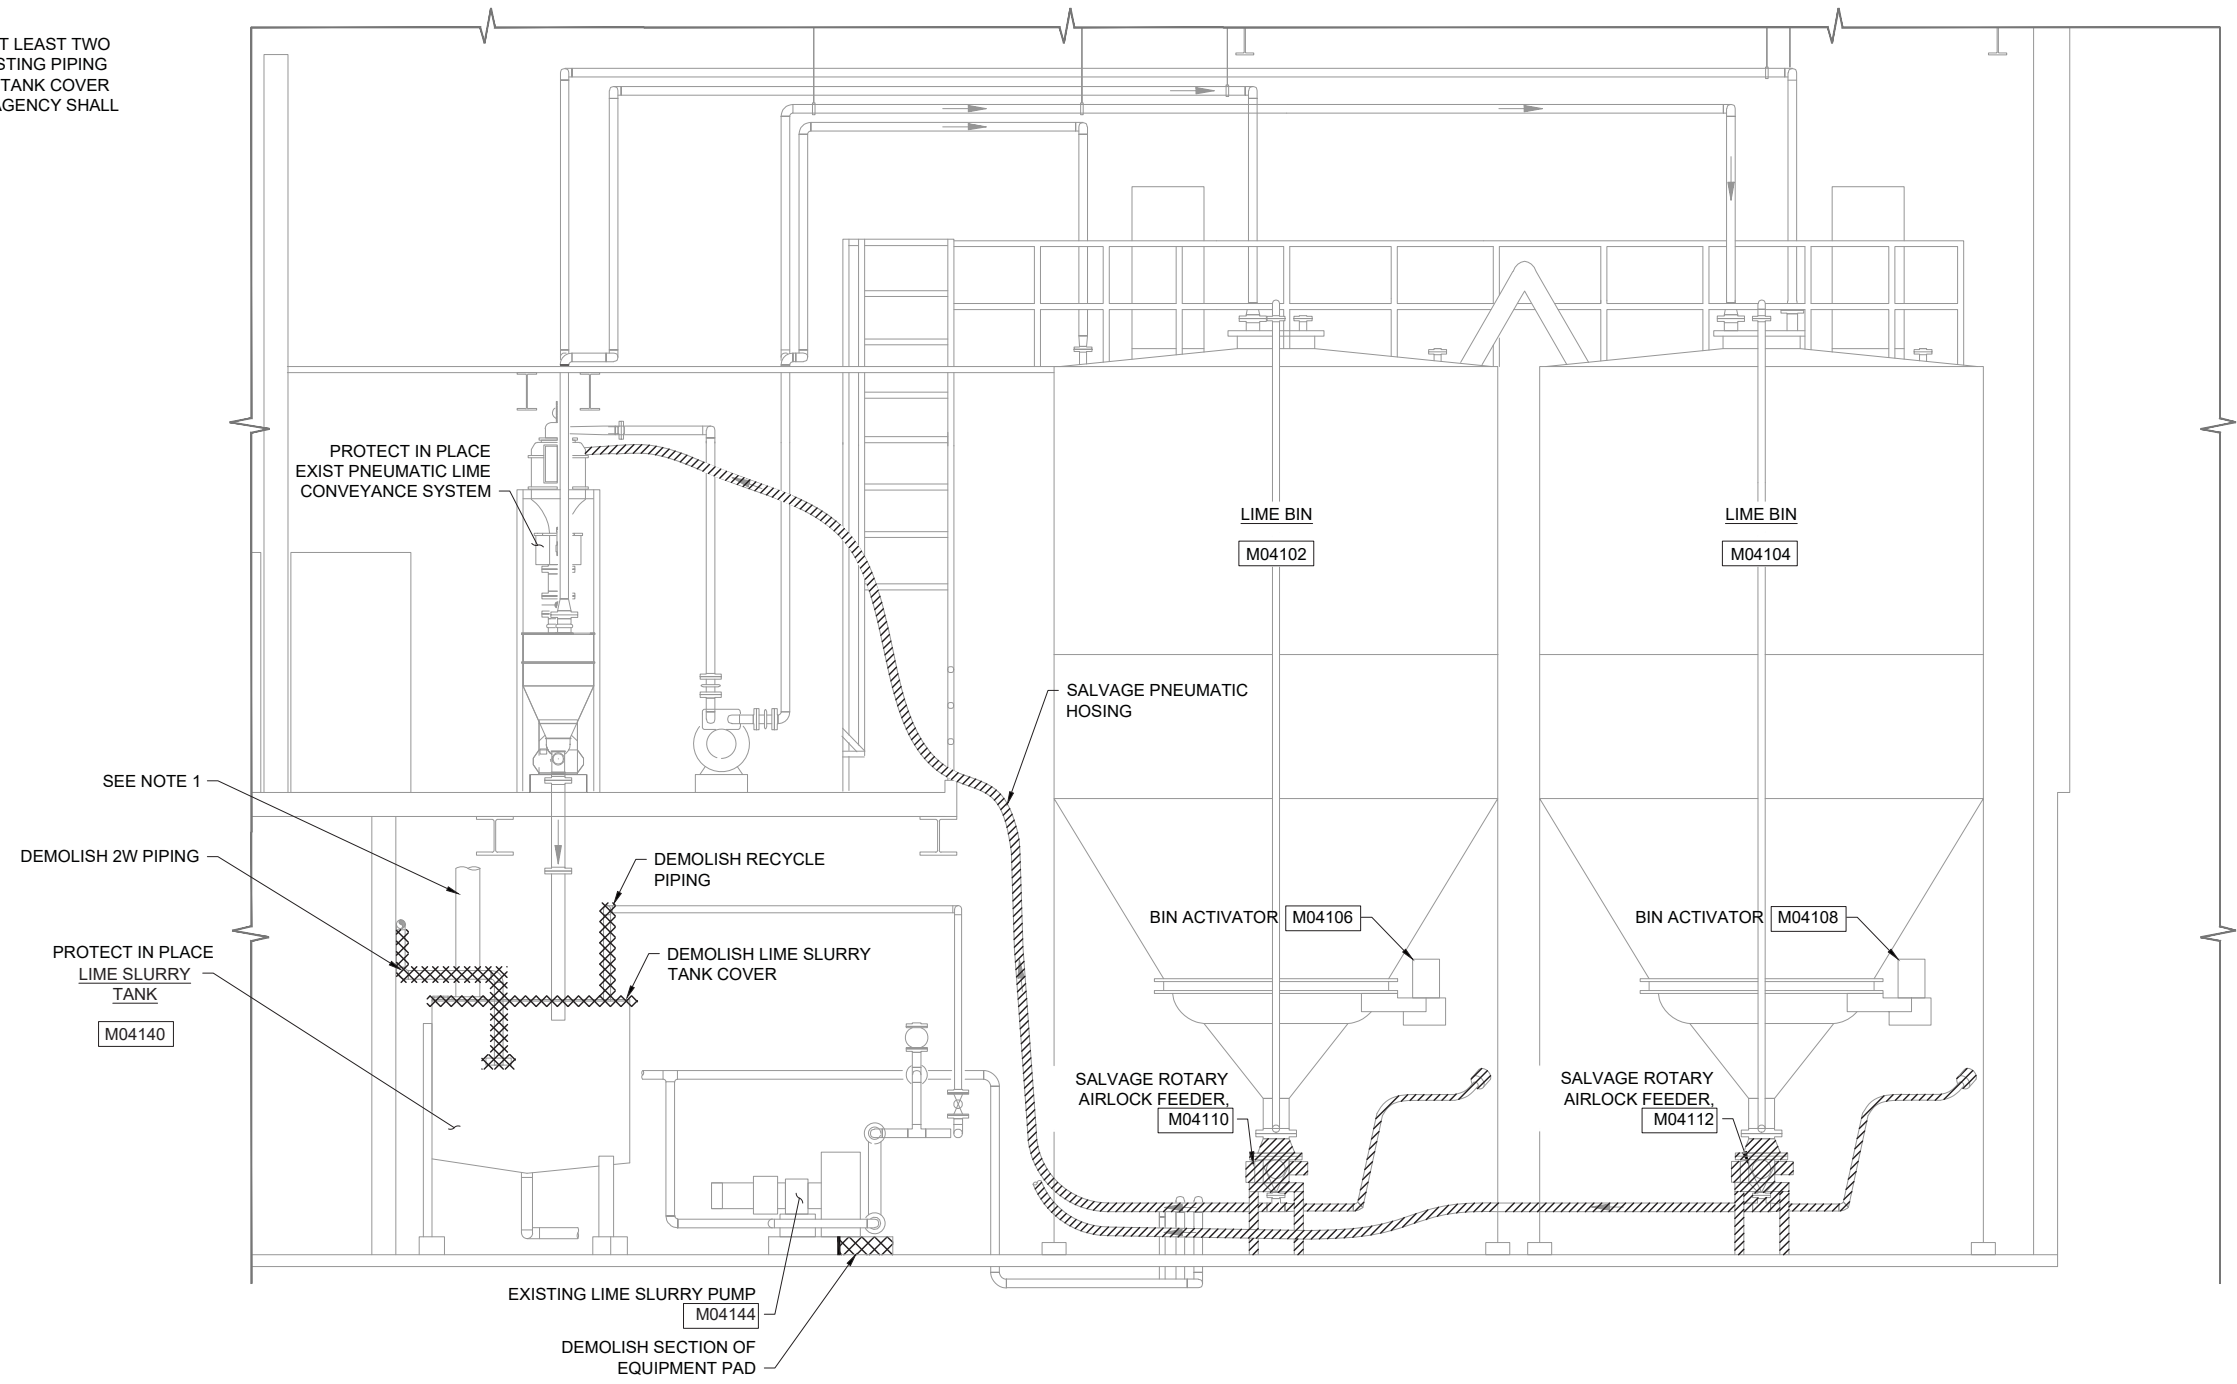 T LEAST TWO
STING PIPING
TANK COVER
AGENCY SHALL
PROTECT IN PLACE
EXIST PNEUMATIC LIME
CONVEYANCE SYSTEM
LIME BIN
M04102
LIME BIN
M04104
SALVAGE PNEUMATIC
HOSING
SEE NOTE 1
DEMOLISH 2W PIPING
DEMOLISH RECYCLE
PIPING
PROTECT IN PLACE
LIME SLURRY
TANK
M04140
DEMOLISH LIME SLURRY
TANK COVER
BIN ACTIVATOR M04106
BIN ACTIVATOR M04108
SALVAGE ROTARY
AIRLOCK FEEDER,
M04110
SALVAGE ROTARY
AIRLOCK FEEDER,
M04112
EXISTING LIME SLURRY PUMP
M04144
DEMOLISH SECTION OF
EQUIPMENT PAD